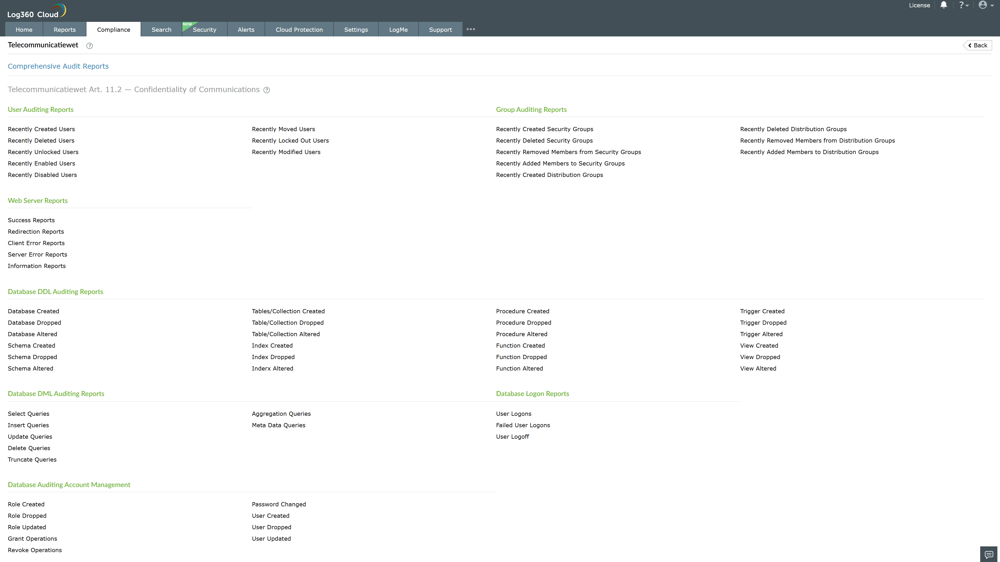 Log360 Cloud
License
Home
Reports
Compliance
Search
NEW
Security
Alerts
Cloud Protection
Settings
LogMe
Support
Telecommunicatiewet
Back
Comprehensive Audit Reports
Telecommunicatiewet Art. 11.2 — Confidentiality of Communications
User Auditing Reports
Recently Created Users
Recently Deleted Users
Recently Unlocked Users
Recently Enabled Users
Recently Disabled Users
Recently Moved Users
Recently Locked Out Users
Recently Modified Users
Group Auditing Reports
Recently Created Security Groups
Recently Deleted Security Groups
Recently Removed Members from Security Groups
Recently Added Members to Security Groups
Recently Created Distribution Groups
Recently Deleted Distribution Groups
Recently Removed Members from Distribution Groups
Recently Added Members to Distribution Groups
Web Server Reports
Success Reports
Redirection Reports
Client Error Reports
Server Error Reports
Information Reports
Database DDL Auditing Reports
Database Created
Database Dropped
Database Altered
Schema Created
Schema Dropped
Schema Altered
Tables/Collection Created
Table/Collection Dropped
Table/Collection Altered
Index Created
Index Dropped
Inderx Altered
Procedure Created
Procedure Dropped
Procedure Altered
Function Created
Function Dropped
Function Altered
Trigger Created
Trigger Dropped
Trigger Altered
View Created
View Dropped
View Altered
Database DML Auditing Reports
Select Queries
Insert Queries
Update Queries
Delete Queries
Truncate Queries
Aggregation Queries
Meta Data Queries
Database Logon Reports
User Logons
Failed User Logons
User Logoff
Database Auditing Account Management
Role Created
Role Dropped
Role Updated
Grant Operations
Revoke Operations
Password Changed
User Created
User Dropped
User Updated